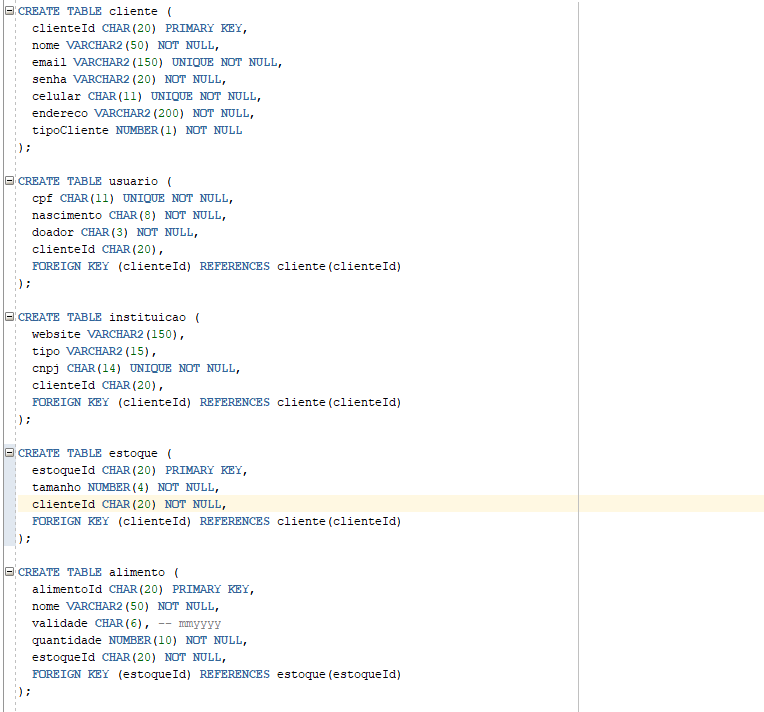 CREATE TABLE cliente (
clienteId CHAR(20) PRIMARY KEY,
nome VARCHAR2(50) NOT NULL,
email VARCHAR2(150) UNIQUE NOT NULL,
senha VARCHAR2(20) NOT NULL,
celular CHAR(11) UNIQUE NOT NULL,
endereco VARCHAR2(200) NOT NULL,
tipoCliente NUMBER(1) NOT NULL
);
CREATE TABLE usuario (
cpf CHAR(11) UNIQUE NOT NULL,
nascimento CHAR(8) NOT NULL,
doador CHAR(3) NOT NULL,
clienteId CHAR(20),
FOREIGN KEY (clienteId) REFERENCES cliente(clienteId)
);
CREATE TABLE instituicao (
website VARCHAR2(150),
tipo VARCHAR2(15),
cnpj CHAR(14) UNIQUE NOT NULL,
clienteId CHAR(20),
FOREIGN KEY (clienteId) REFERENCES cliente(clienteId)
);
CREATE TABLE estoque (
estoqueId CHAR(20) PRIMARY KEY,
tamanho NUMBER(4) NOT NULL,
clienteId CHAR(20) NOT NULL,
FOREIGN KEY (clienteId) REFERENCES cliente(clienteId)
);
CREATE TABLE alimento (
alimentoId CHAR(20) PRIMARY KEY,
nome VARCHAR2(50) NOT NULL,
validade CHAR(6), -- mmyyyy
quantidade NUMBER(10) NOT NULL,
estoqueId CHAR(20) NOT NULL,
FOREIGN KEY (estoqueId) REFERENCES estoque(estoqueId)
);